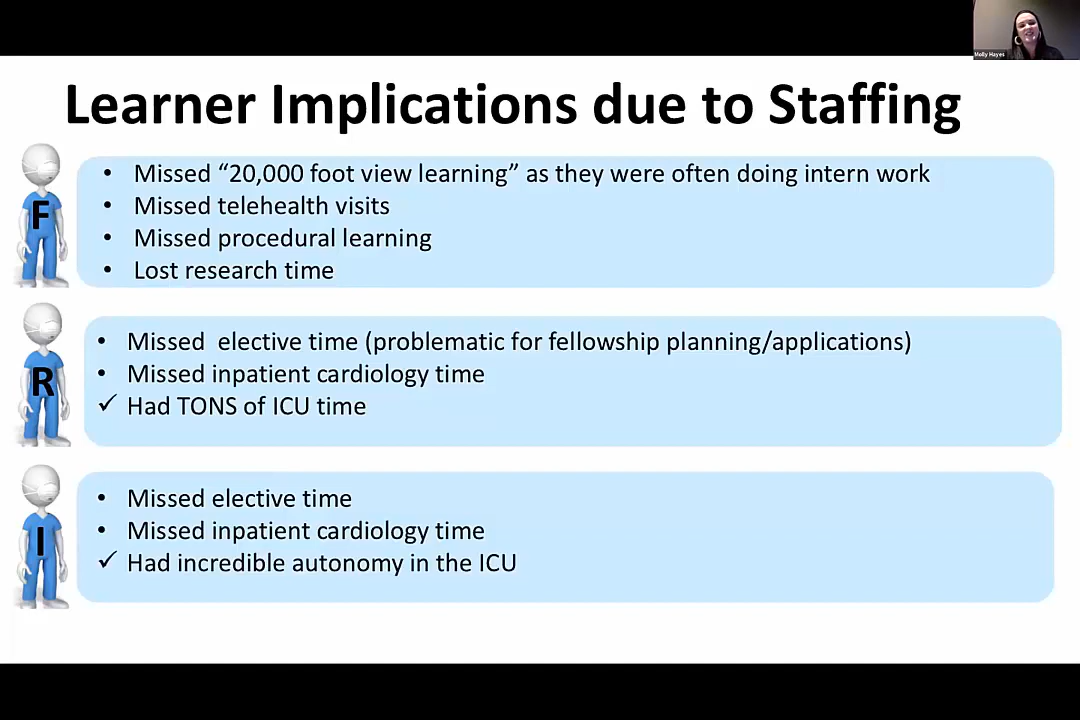 Molly Hayes
Learner Implications due to Staffing
F
• Missed “20,000 foot view learning” as they were often doing intern work
• Missed telehealth visits
• Missed procedural learning
• Lost research time
R
• Missed  elective time (problematic for fellowship planning/applications)
• Missed inpatient cardiology time
✓ Had TONS of ICU time
I
• Missed elective time
• Missed inpatient cardiology time
✓ Had incredible autonomy in the ICU